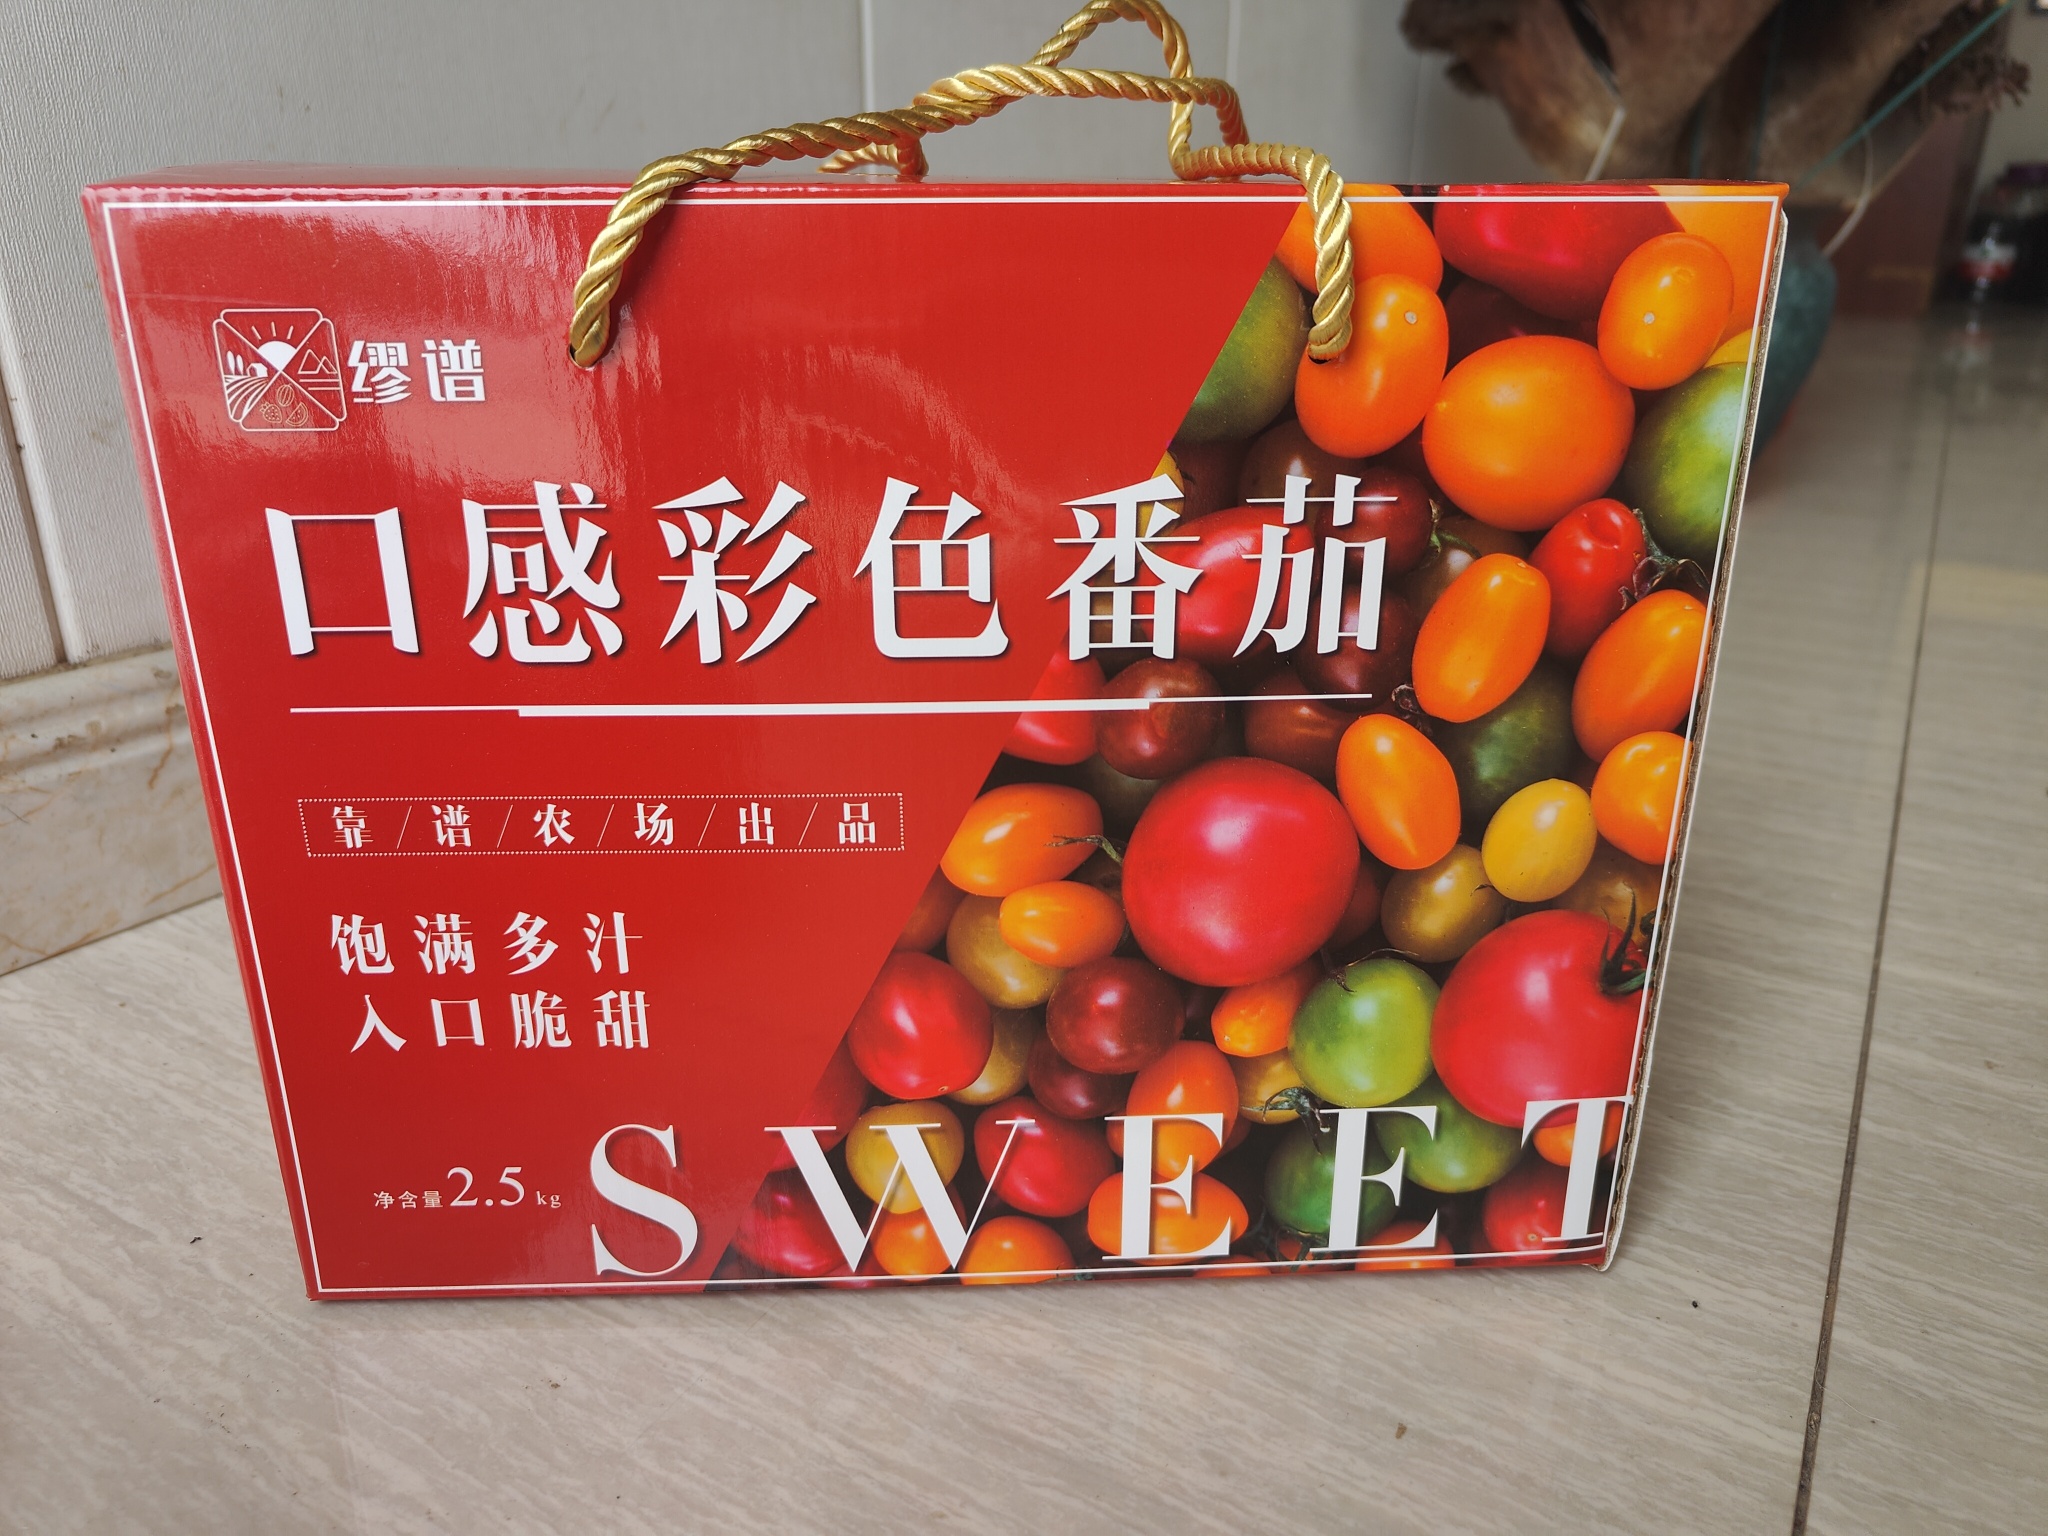 缪谱
口感彩色番茄
靠/谱/农/场/出/品
饱满多汁
入口脆甜
净含量2.5kg
SWEET